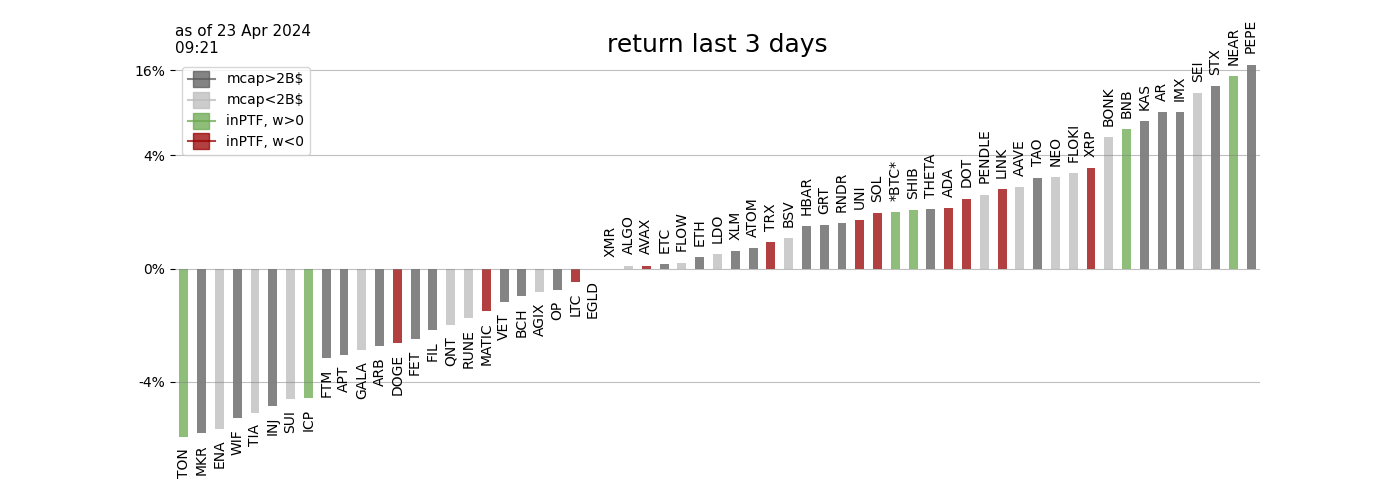 as of 23 Apr 2024
09:21
return last 3 days
16%
4%
0%
-4%
mcap>2B$
mcap<2B$
inPTF, w>0
inPTF, w<0
TON
MKR
ENA
WIF
TIA
INJ
SUI
ICP
FTM
APT
GALA
ARB
DOGE
FET
FIL
QNT
RUNE
MATIC
VET
BCH
AGIX
OP
LTC
EGLD
XMR
ALGO
AVAX
ETC
FLOW
ETH
LDO
XLM
ATOM
TRX
BSV
HBAR
GRT
RNDR
UNI
SOL
*BTC*
SHIB
THETA
ADA
DOT
PENDLE
LINK
AAVE
TAO
NEO
FLOKI
XRP
BONK
BNB
KAS
AR
IMX
SEI
STX
NEAR
PEPE